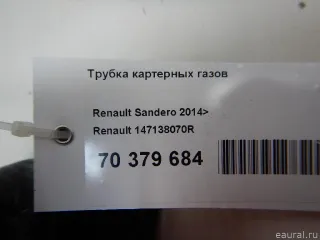 Трубка картерных газов
Renault Sandero 2014>
Renault 147138070R
70 379 684
eaural.ru